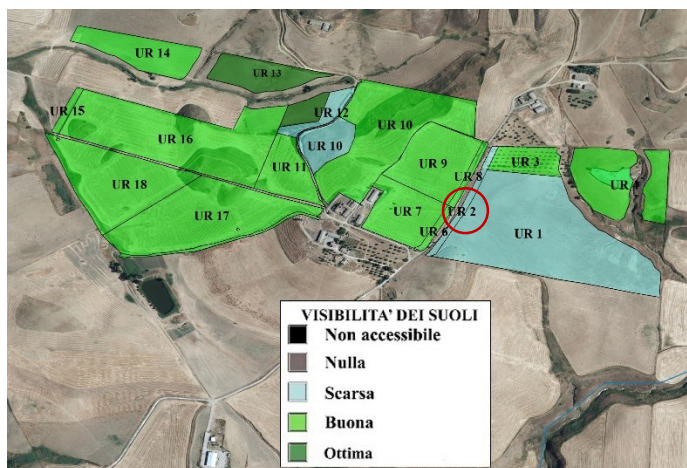 UR 14
UR 13
UR 15
UR 12
UR 10
UR 16
UR 10
UR 9
UR 3
UR 11
UR 8
UR 4
UR 18
UR 7
UR 2
UR 17
UR 6
UR 1
VISIBILITA' DEI SUOLI
Non accessibile
Nulla
Scarsa
Buona
Ottima